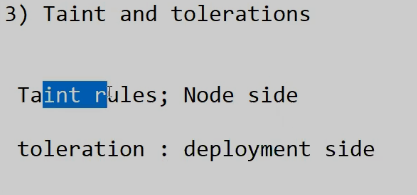 3) Taint and tolerations
Taint rules; Node side
toleration : deployment side